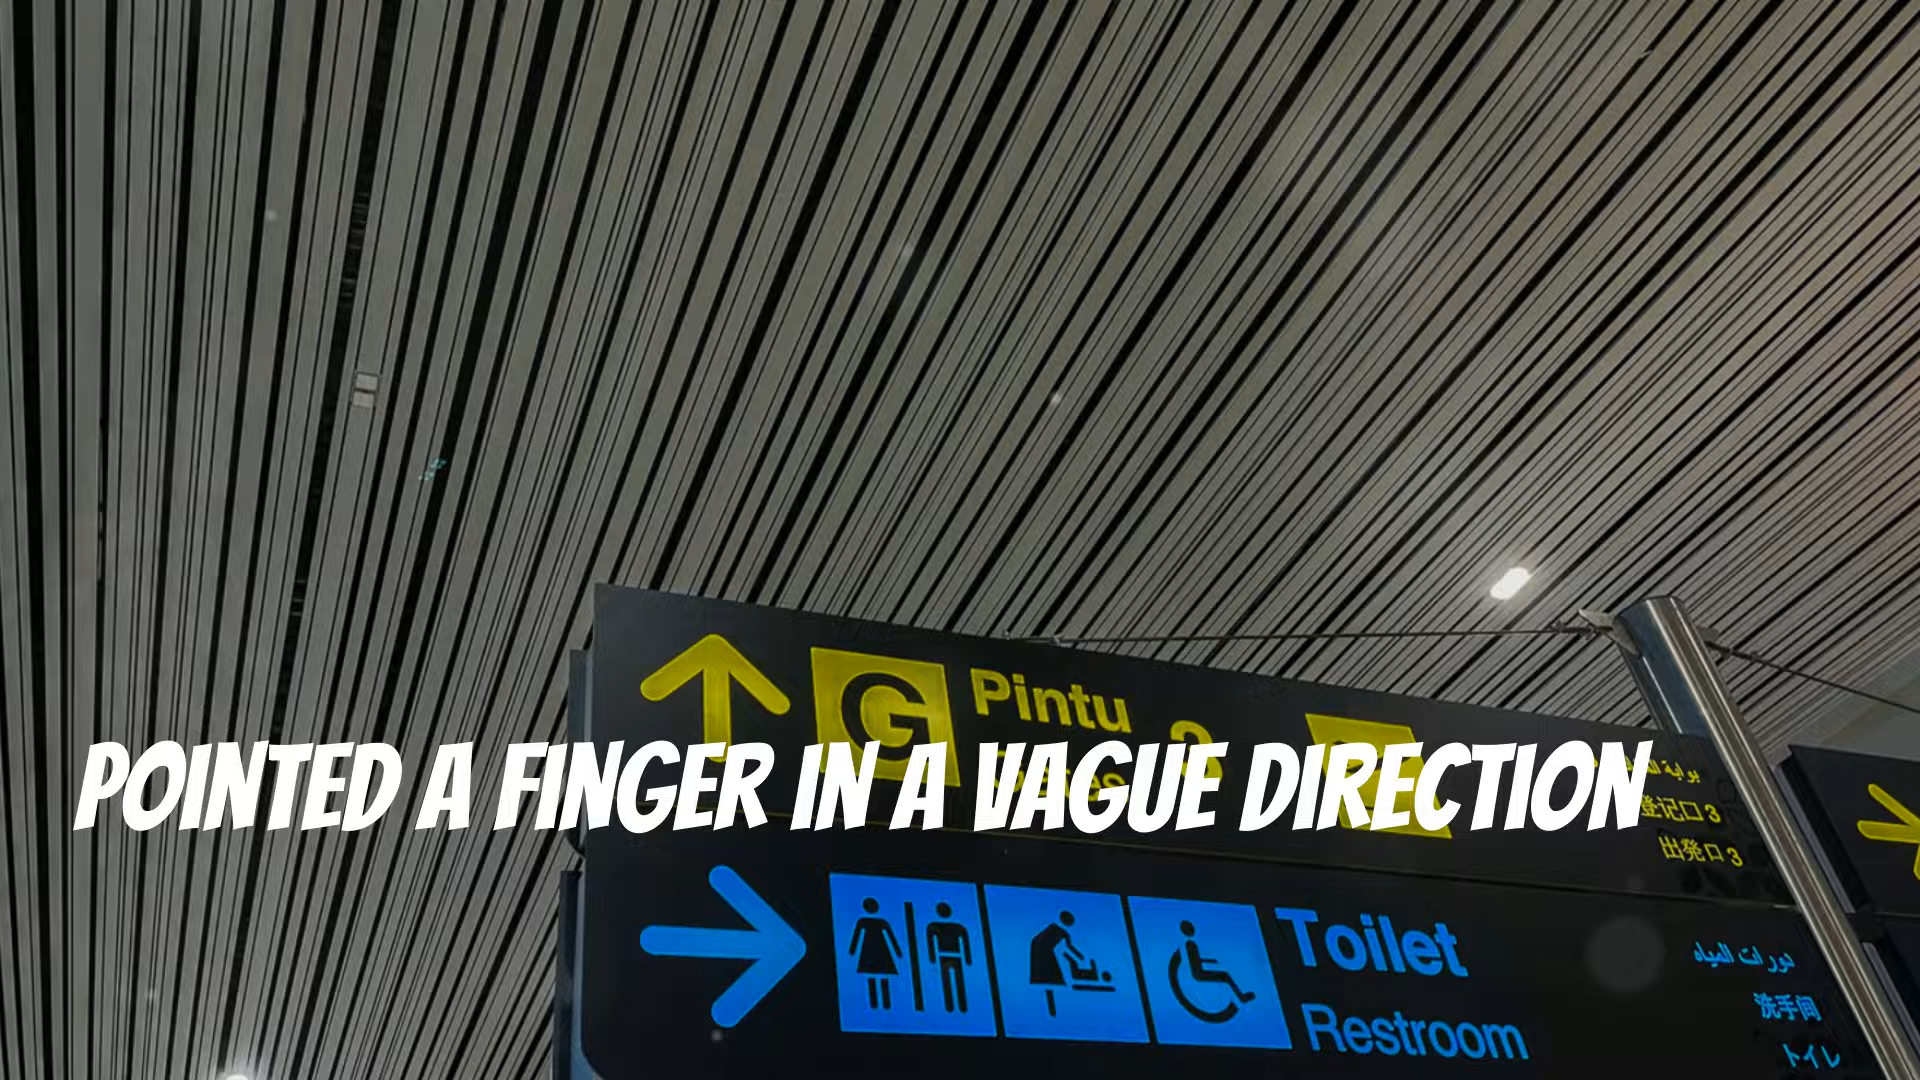 G Pintu 3
POINTED A FINGER IN A VAGUE DIRECTION
登记口 3
出発口 3
Toilet
Restroom
دورات المياه
洗手间
トイレ